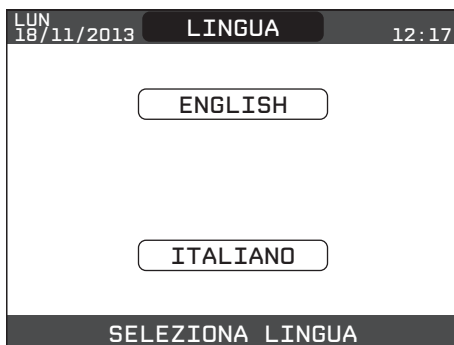 LUN
18/11/2013 LINGUA 12:17
ENGLISH
ITALIANO
SELEZIONA LINGUA